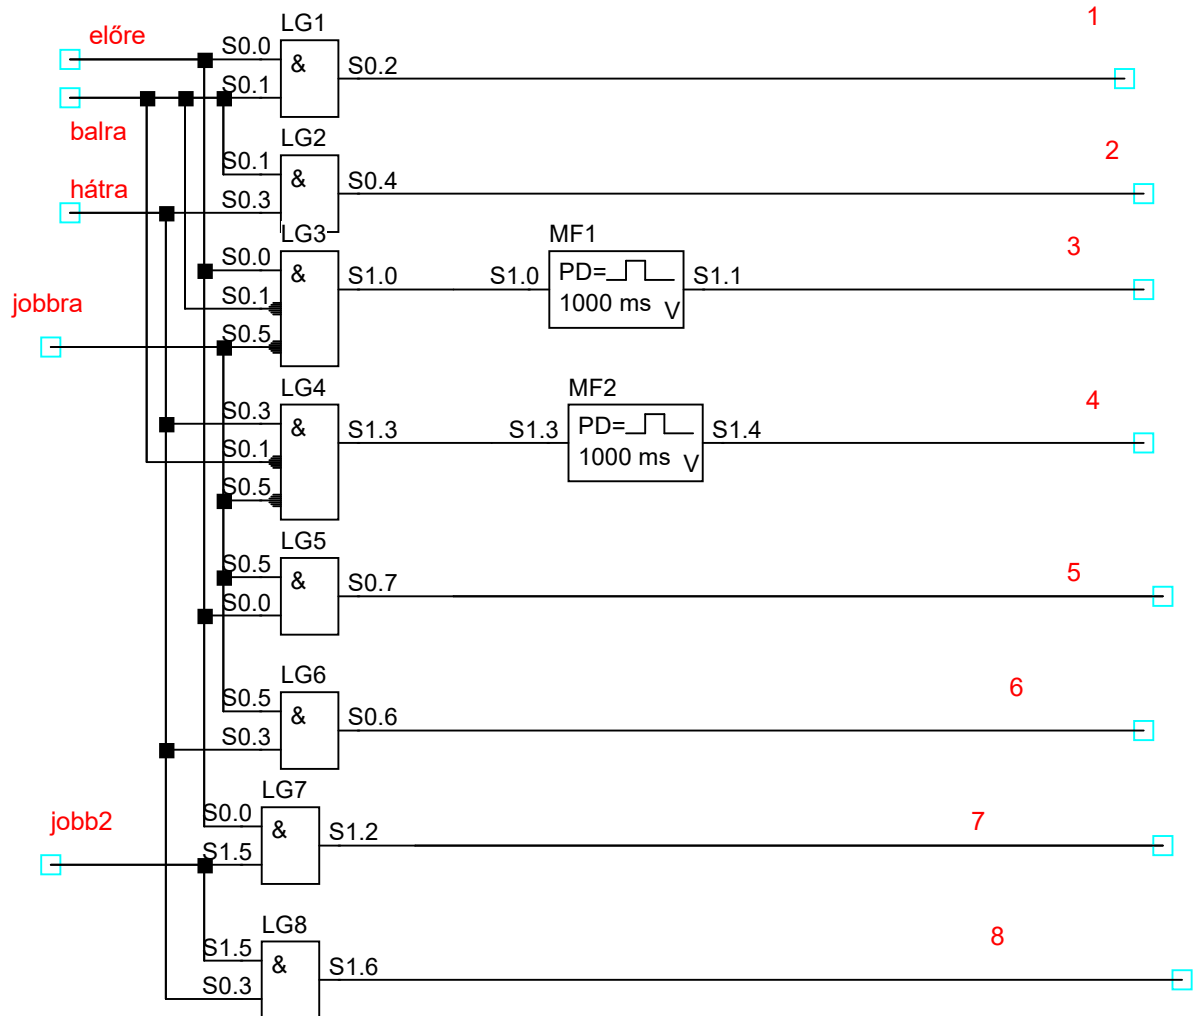 1
előre
LG1
S0.0
&
S0.2
S0.1
balra
LG2
2
S0.1
&
S0.4
hátra
S0.3
LG3
MF1
3
S0.0
&
S1.0
S1.0
PD=
S1.1
jobbra
S0.1
1000 ms
V
S0.5
LG4
MF2
4
S0.3
&
S1.3
S1.3
PD=
S1.4
S0.1
1000 ms
V
S0.5
LG5
S0.5
&
S0.7
5
S0.0
LG6
6
S0.5
&
S0.6
S0.3
LG7
jobb2
S0.0
&
S1.2
7
S1.5
LG8
8
S1.5
&
S1.6
S0.3